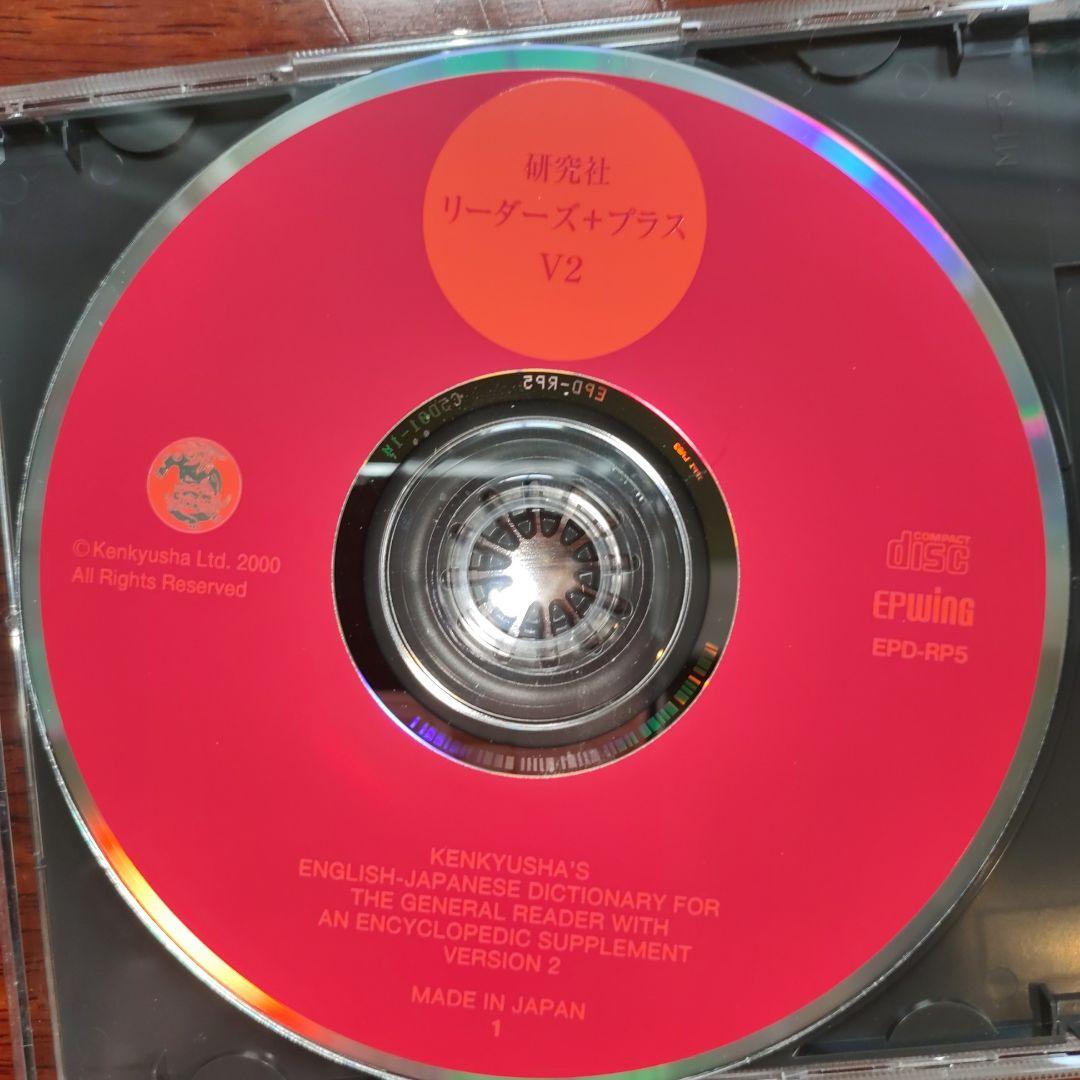 研究社
リーダーズ+プラス
V2
EPD-RP5
©Kenkyusha Ltd. 2000
All Rights Reserved
COMPACT
disc
EPWING
EPD-RP5
KENKYUSHA'S
ENGLISH-JAPANESE DICTIONARY FOR
THE GENERAL READER WITH
AN ENCYCLOPEDIC SUPPLEMENT
VERSION 2
MADE IN JAPAN
1